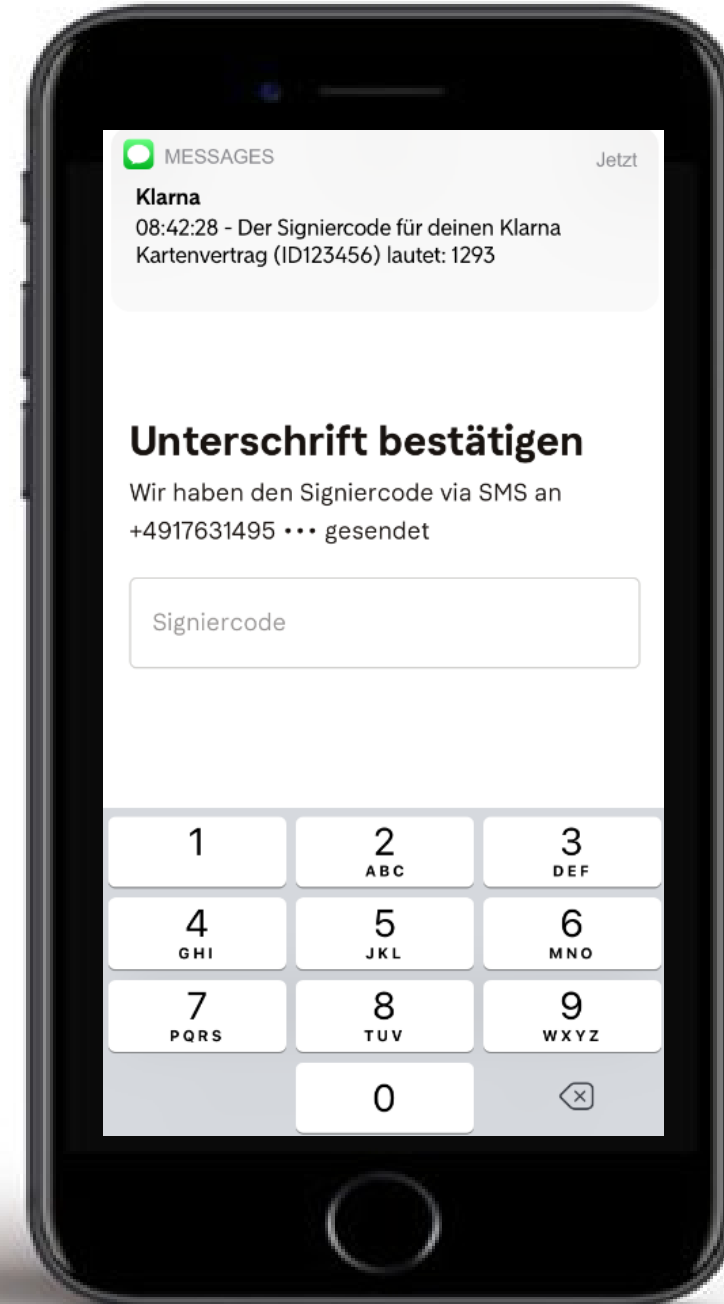 MESSAGES
Jetzt
Klarna
08:42:28 - Der Signiercode für deinen Klarna
Kartenvertrag (ID123456) lautet: 1293
Unterschrift bestätigen
Wir haben den Signiercode via SMS an
+4917631495 ••• gesendet
Signiercode
1
2
ABC
3
DEF
4
GHI
5
JKL
6
MNO
7
PQRS
8
TUV
9
WXYZ
0